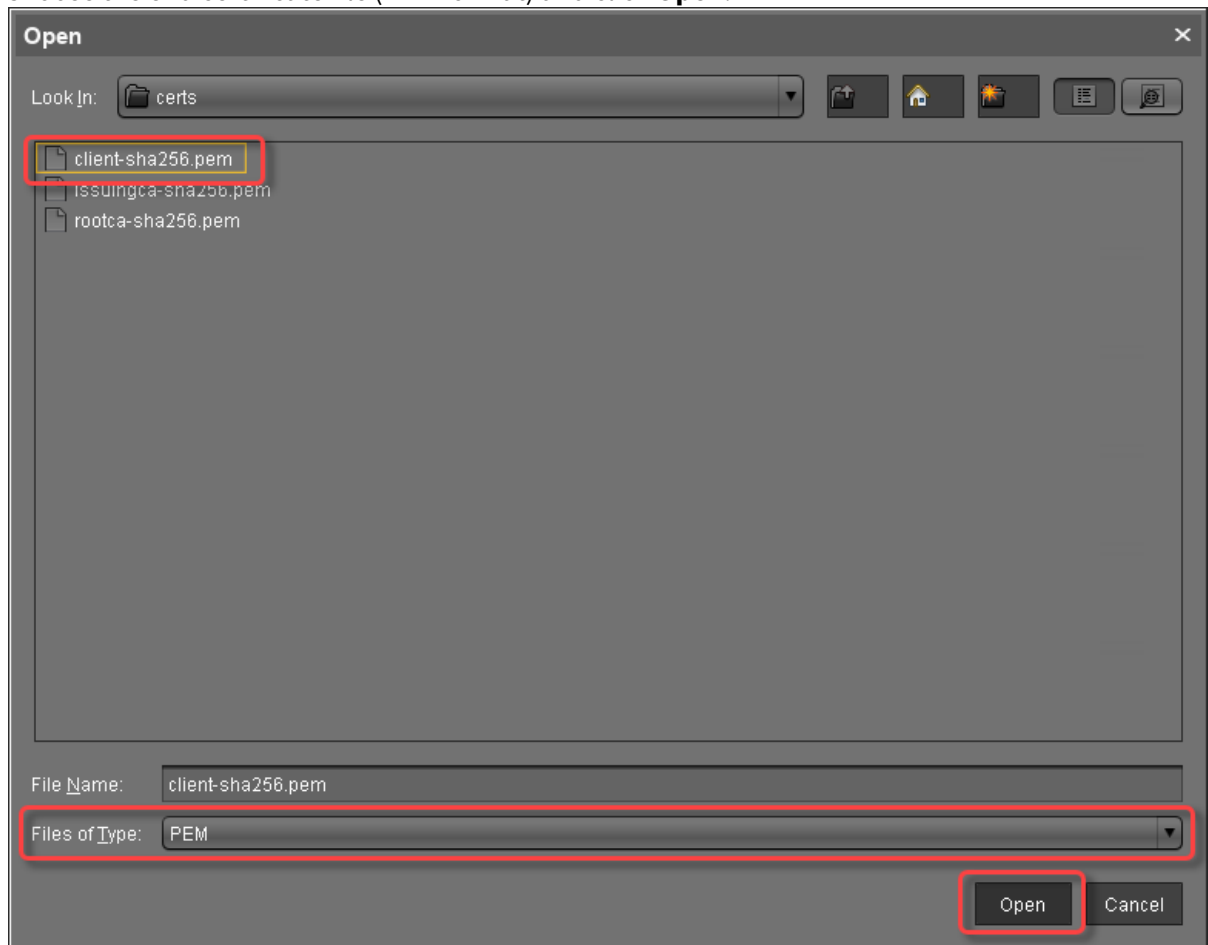 Open
Look In: certs
client-sha256.pem
issuingca-sha256.pem
rootca-sha256.pem
File Name: client-sha256.pem
Files of Type: PEM
Open Cancel